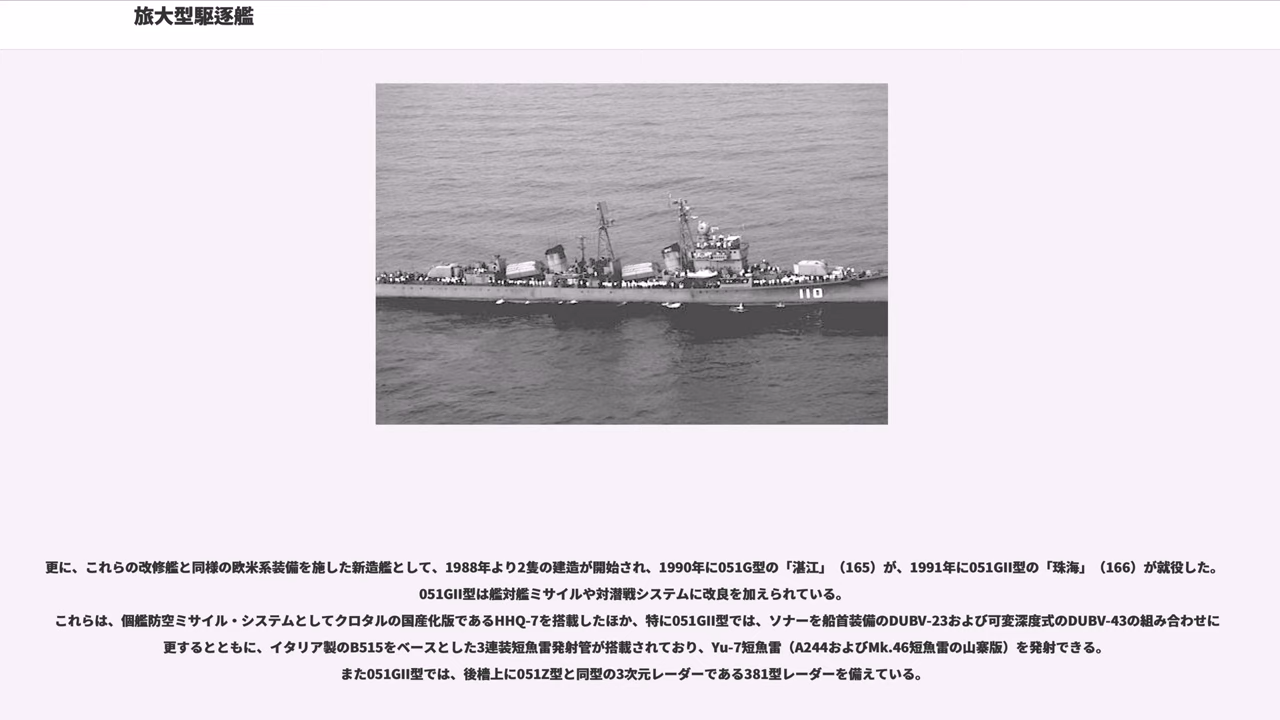 旅大型駆逐艦
110
更に、これらの改修艦と同様の欧米系装備を施した新造艦として、1988年より2隻の建造が開始され、1990年に051G型の「湛江」（165）が、1991年に051GII型の「珠海」（166）が就役した。
051GII型は艦対艦ミサイルや対潜戦システムに改良を加えられている。
これらは、個艦防空ミサイル・システムとしてクロタルの国産化版であるHHQ-7を搭載したほか、特に051GII型では、ソナーを船首装備のDUBV-23および可変深度式のDUBV-43の組み合わせに
更するとともに、イタリア製のB515をベースとした3連装短魚雷発射管が搭載されており、Yu-7短魚雷（A244およびMk.46短魚雷の山寨版）を発射できる。
また051GII型では、後檣上に051Z型と同型の3次元レーダーである381型レーダーを備えている。